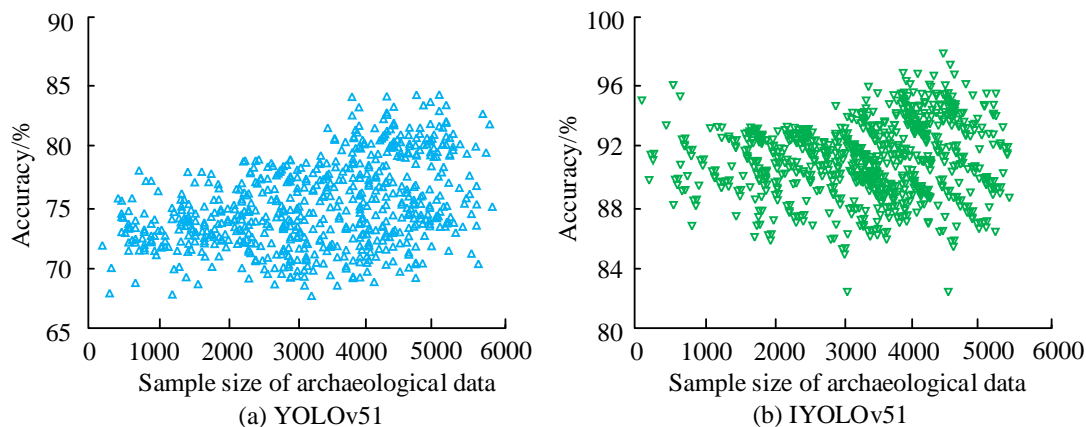 90
85
80
75
70
65
Accuracy/%
0 1000 2000 3000 4000 5000 6000
Sample size of archaeological data
(a) YOLOv51
100
96
92
88
84
80
Accuracy/%
0 1000 2000 3000 4000 5000 6000
Sample size of archaeological data
(b) IYOLOv51